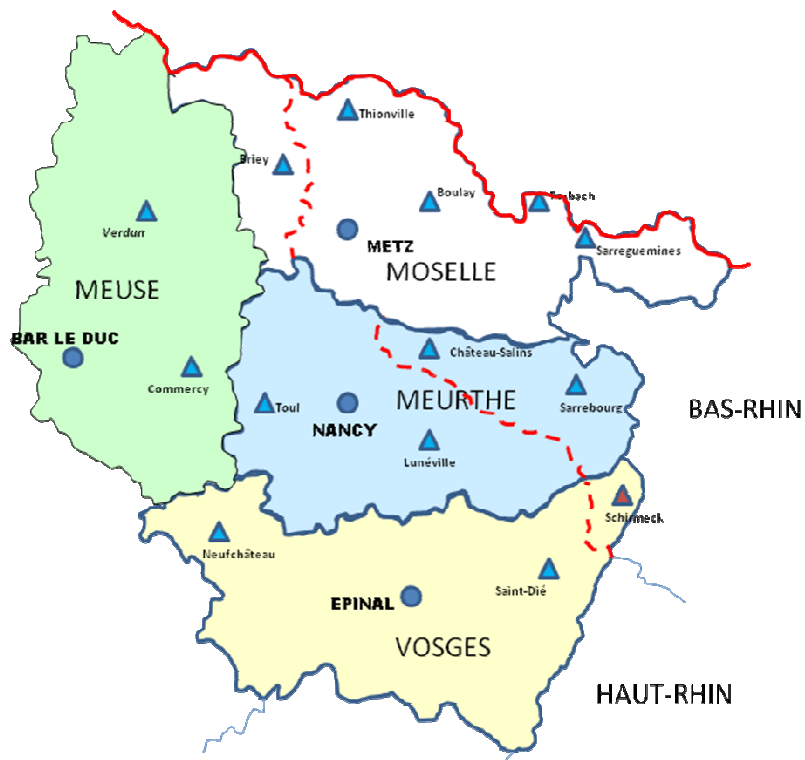 Thionville
Briey
Boulay
Forbach
Verdun
METZ
Sarreguemines
MOSELLE
MEUSE
BAR LE DUC
Château-Salins
Commercy
MEURTHE
Toul
Sarrebourg
BAS-RHIN
NANCY
Lunéville
Schirmeck
Neufchâteau
Saint-Dié
EPINAL
VOSGES
HAUT-RHIN